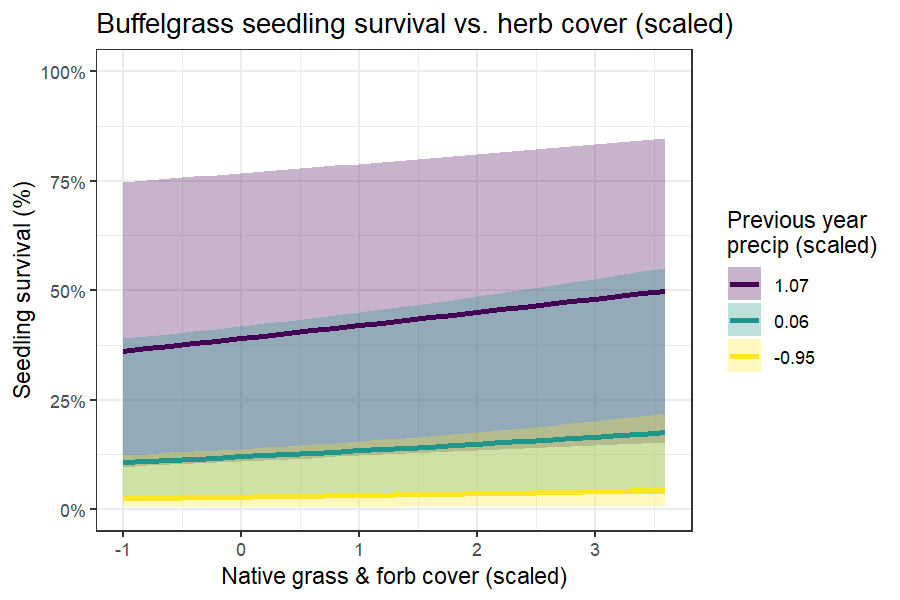 Buffelgrass seedling survival vs. herb cover (scaled)
Seedling survival (%)
100%
75%
50%
25%
0%
-1
0
1
2
3
Native grass & forb cover (scaled)
Previous year
precip (scaled)
1.07
0.06
-0.95